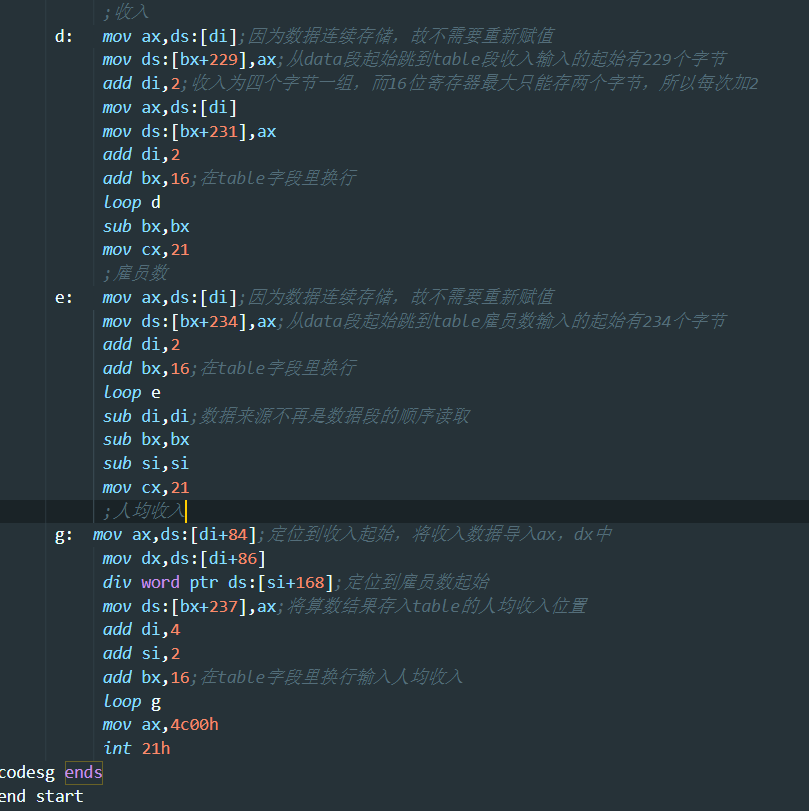 ;收入
d: mov ax,ds:[di];因为数据连续存储，故不需要重新赋值
mov ds:[bx+229],ax;从data段起始跳到table段收入输入的起始有229个字节
add di,2;收入为四个字节一组，而16位寄存器最大只能存两个字节，所以每次加2
mov ax,ds:[di]
mov ds:[bx+231],ax
add di,2
add bx,16;在table字段里换行
loop d
sub bx,bx
mov cx,21
;雇员数
e: mov ax,ds:[di];因为数据连续存储，故不需要重新赋值
mov ds:[bx+234],ax;从data段起始跳到table雇员数输入的起始有234个字节
add di,2
add bx,16;在table字段里换行
loop e
sub di,di;数据来源不再是数据段的顺序读取
sub bx,bx
sub si,si
mov cx,21
;人均收入
g: mov ax,ds:[di+84];定位到收入起始，将收入数据导入ax，dx中
mov dx,ds:[di+86]
div word ptr ds:[si+168];定位到雇员数起始
mov ds:[bx+237],ax;将算数结果存入table的人均收入位置
add di,4
add si,2
add bx,16;在table字段里换行输入人均收入
loop g
mov ax,4c00h
int 21h
codesg ends
end start